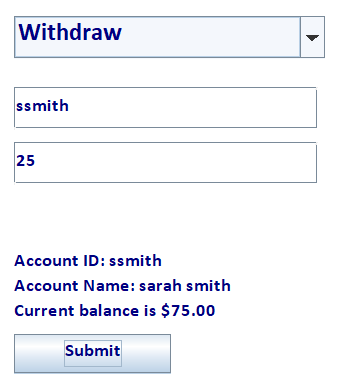 Withdraw
ssmith
25
Account ID: ssmith
Account Name: sarah smith
Current balance is $75.00
Submit